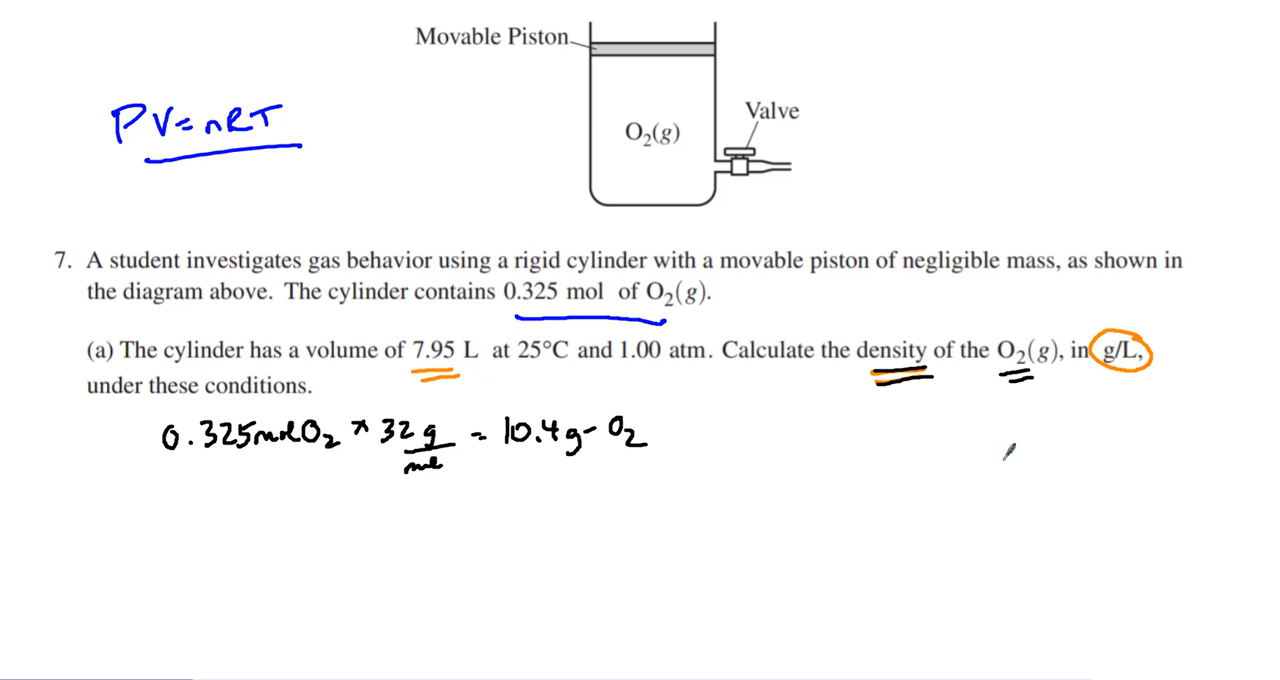 Movable Piston
PV=nRT
Valve
O₂(g)
7. A student investigates gas behavior using a rigid cylinder with a movable piston of negligible mass, as shown in
the diagram above. The cylinder contains 0.325 mol of O₂(g).
(a) The cylinder has a volume of 7.95 L at 25°C and 1.00 atm. Calculate the density of the O₂(g), in g/L,
under these conditions.
0.325 mol O₂ × 32 g/mol = 10.4 g - O₂